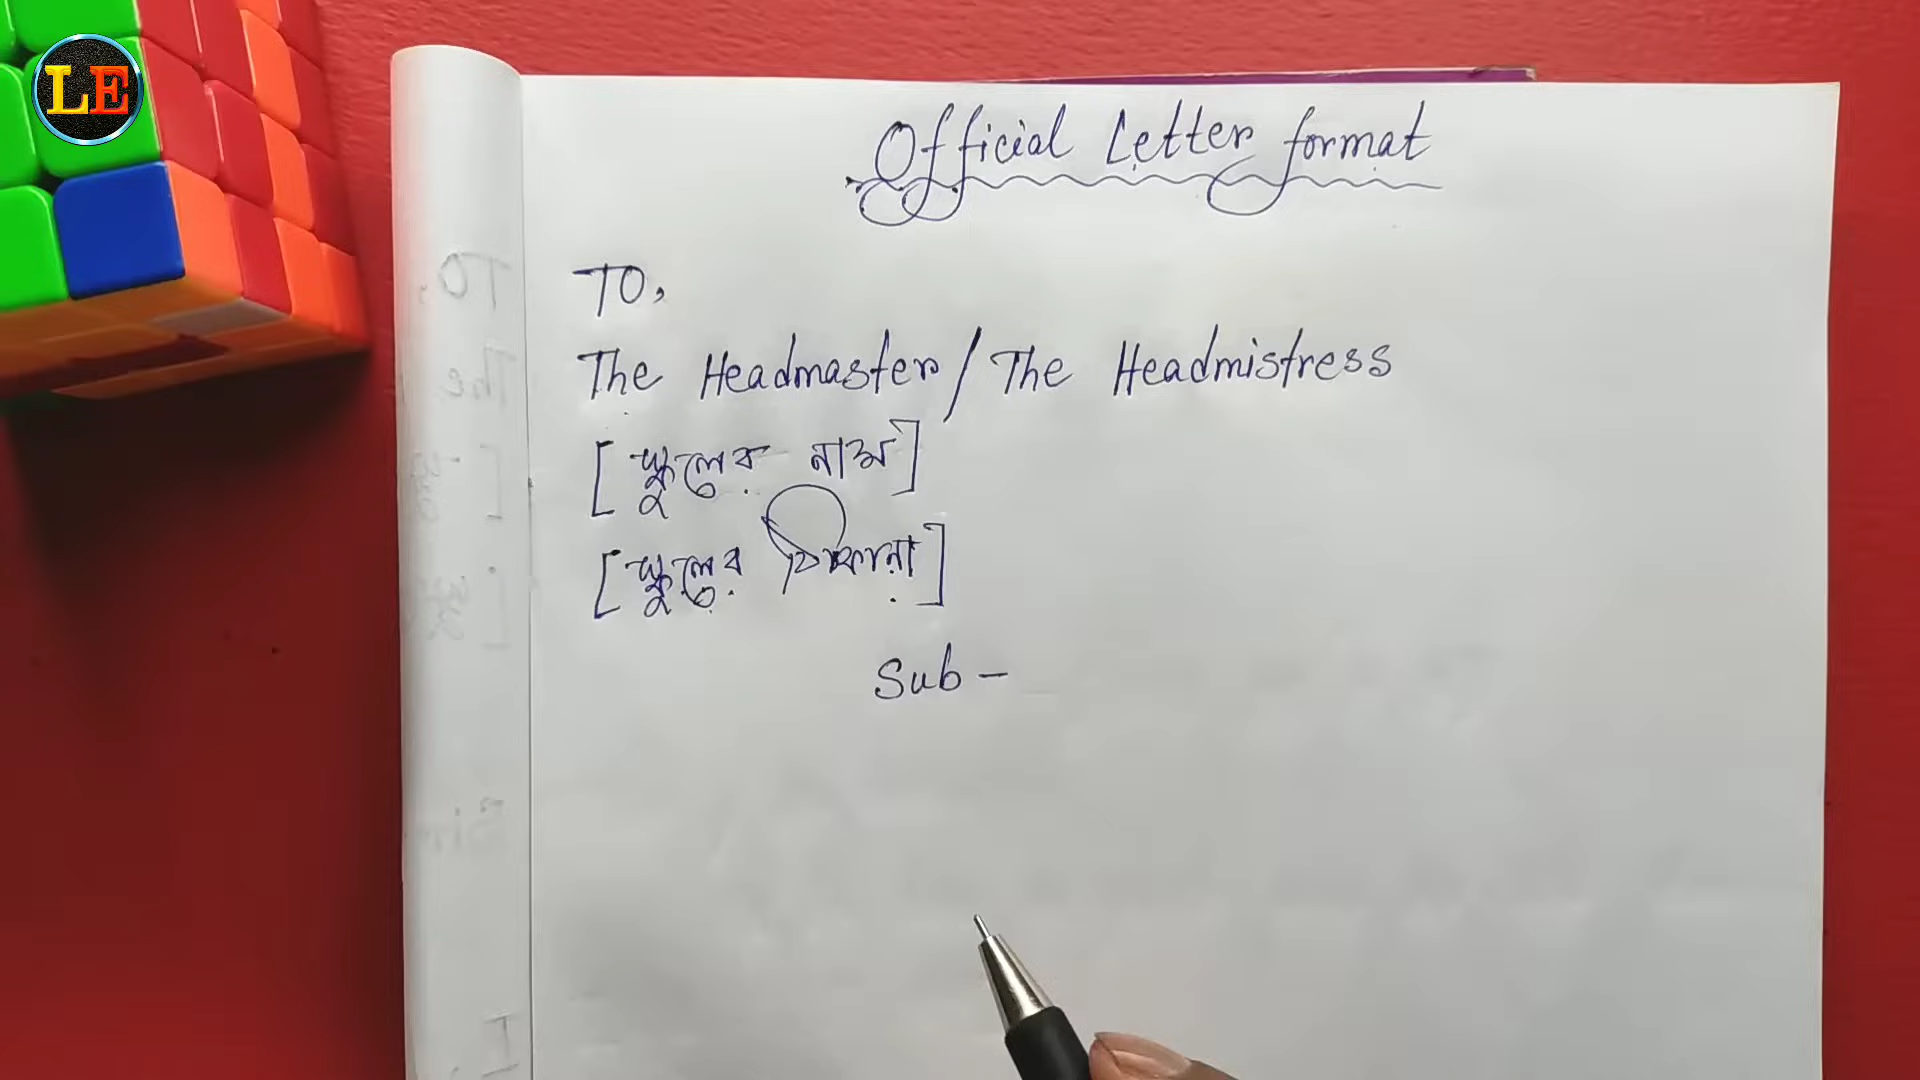 LE
Official Letter format
TO,
The Headmaster/The Headmistress
[স্কুলের নাম]
[স্কুলের ঠিকানা]
Sub -